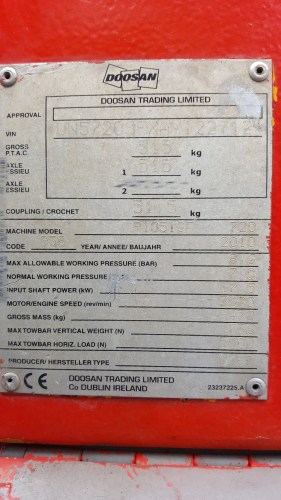 DOOSAN
DOOSAN TRADING LIMITED
APPROVAL
VIN
GROSS
P.T.A.C. kg
AXLE
ESSIEU 1 kg
AXLE
ESSIEU 2 kg
COUPLING / CROCHET kg
MACHINE MODEL
CODE YEAR/ ANNEE/ BAUJAHR 2010
MAX ALLOWABLE WORKING PRESSURE (BAR)
NORMAL WORKING PRESSURE
INPUT SHAFT POWER (kW)
MOTOR/ENGINE SPEED (rev/min)
GROSS MASS (kg)
MAX TOWBAR VERTICAL WEIGHT (N)
MAX TOWBAR HORIZ. LOAD (N)
PRODUCER/ HERSTELLER TYPE
CE DOOSAN TRADING LIMITED
Co DUBLIN IRELAND 23237225.A